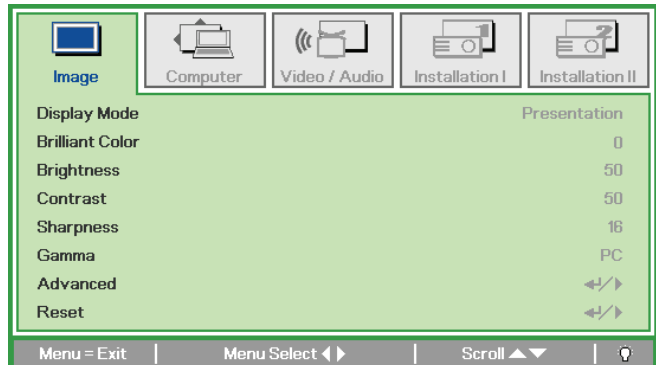 Image Computer Video / Audio Installation I Installation II
Display Mode Presentation
Brilliant Color 0
Brightness 50
Contrast 50
Sharpness 16
Gamma PC
Advanced
Reset
Menu = Exit Menu Select Scroll